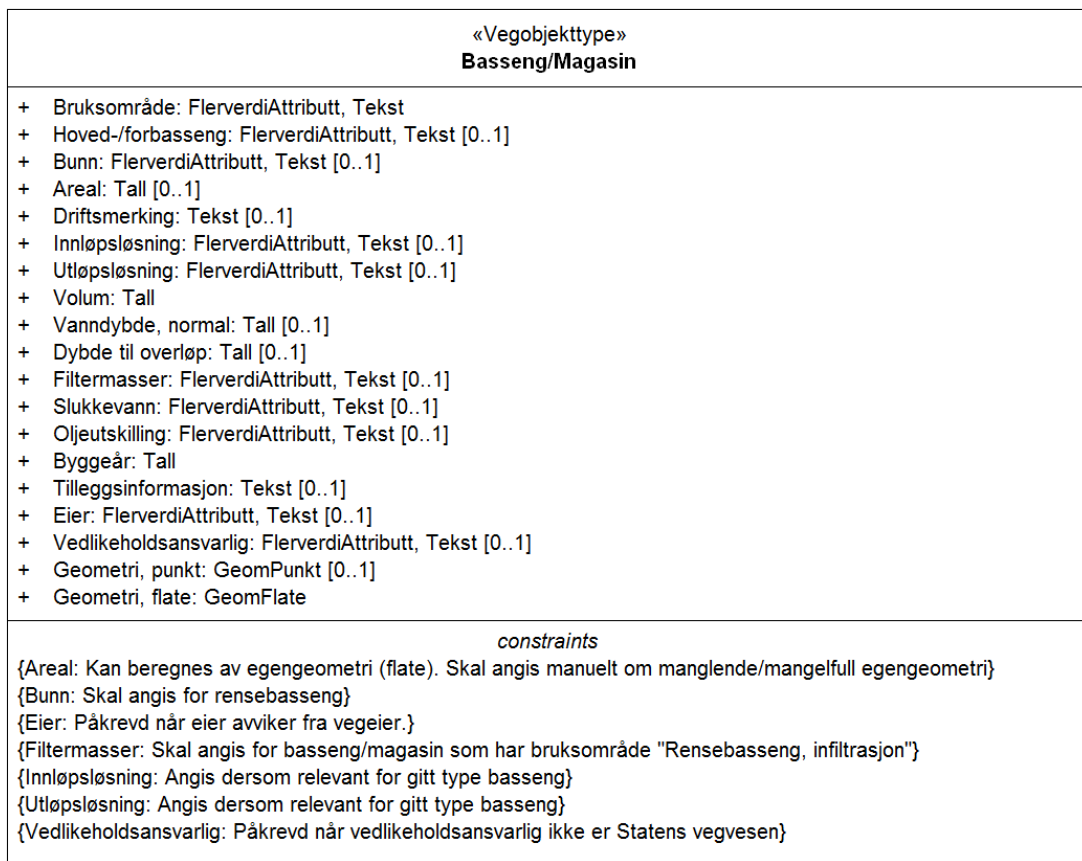 «Vegobjekttype»
Basseng/Magasin
+ Bruksområde: FlerverdiAttributt, Tekst
+ Hoved-/forbasseng: FlerverdiAttributt, Tekst [0..1]
+ Bunn: FlerverdiAttributt, Tekst [0..1]
+ Areal: Tall [0..1]
+ Driftsmerking: Tekst [0..1]
+ Innløpsløsning: FlerverdiAttributt, Tekst [0..1]
+ Utløpsløsning: FlerverdiAttributt, Tekst [0..1]
+ Volum: Tall
+ Vanndybde, normal: Tall [0..1]
+ Dybde til overløp: Tall [0..1]
+ Filtermasser: FlerverdiAttributt, Tekst [0..1]
+ Slukkevann: FlerverdiAttributt, Tekst [0..1]
+ Oljeutskilling: FlerverdiAttributt, Tekst [0..1]
+ Byggeår: Tall
+ Tilleggsinformasjon: Tekst [0..1]
+ Eier: FlerverdiAttributt, Tekst [0..1]
+ Vedlikeholdsansvarlig: FlerverdiAttributt, Tekst [0..1]
+ Geometri, punkt: GeomPunkt [0..1]
+ Geometri, flate: GeomFlate
constraints
{Areal: Kan beregnes av egengeometri (flate). Skal angis manuelt om manglende/mangelfull egengeometri}
{Bunn: Skal angis for rensebasseng}
{Eier: Påkrevd når eier avviker fra vegeier.}
{Filtermasser: Skal angis for basseng/magasin som har bruksområde "Rensebasseng, infiltrasjon"}
{Innløpsløsning: Angis dersom relevant for gitt type basseng}
{Utløpsløsning: Angis dersom relevant for gitt type basseng}
{Vedlikeholdsansvarlig: Påkrevd når vedlikeholdsansvarlig ikke er Statens vegvesen}